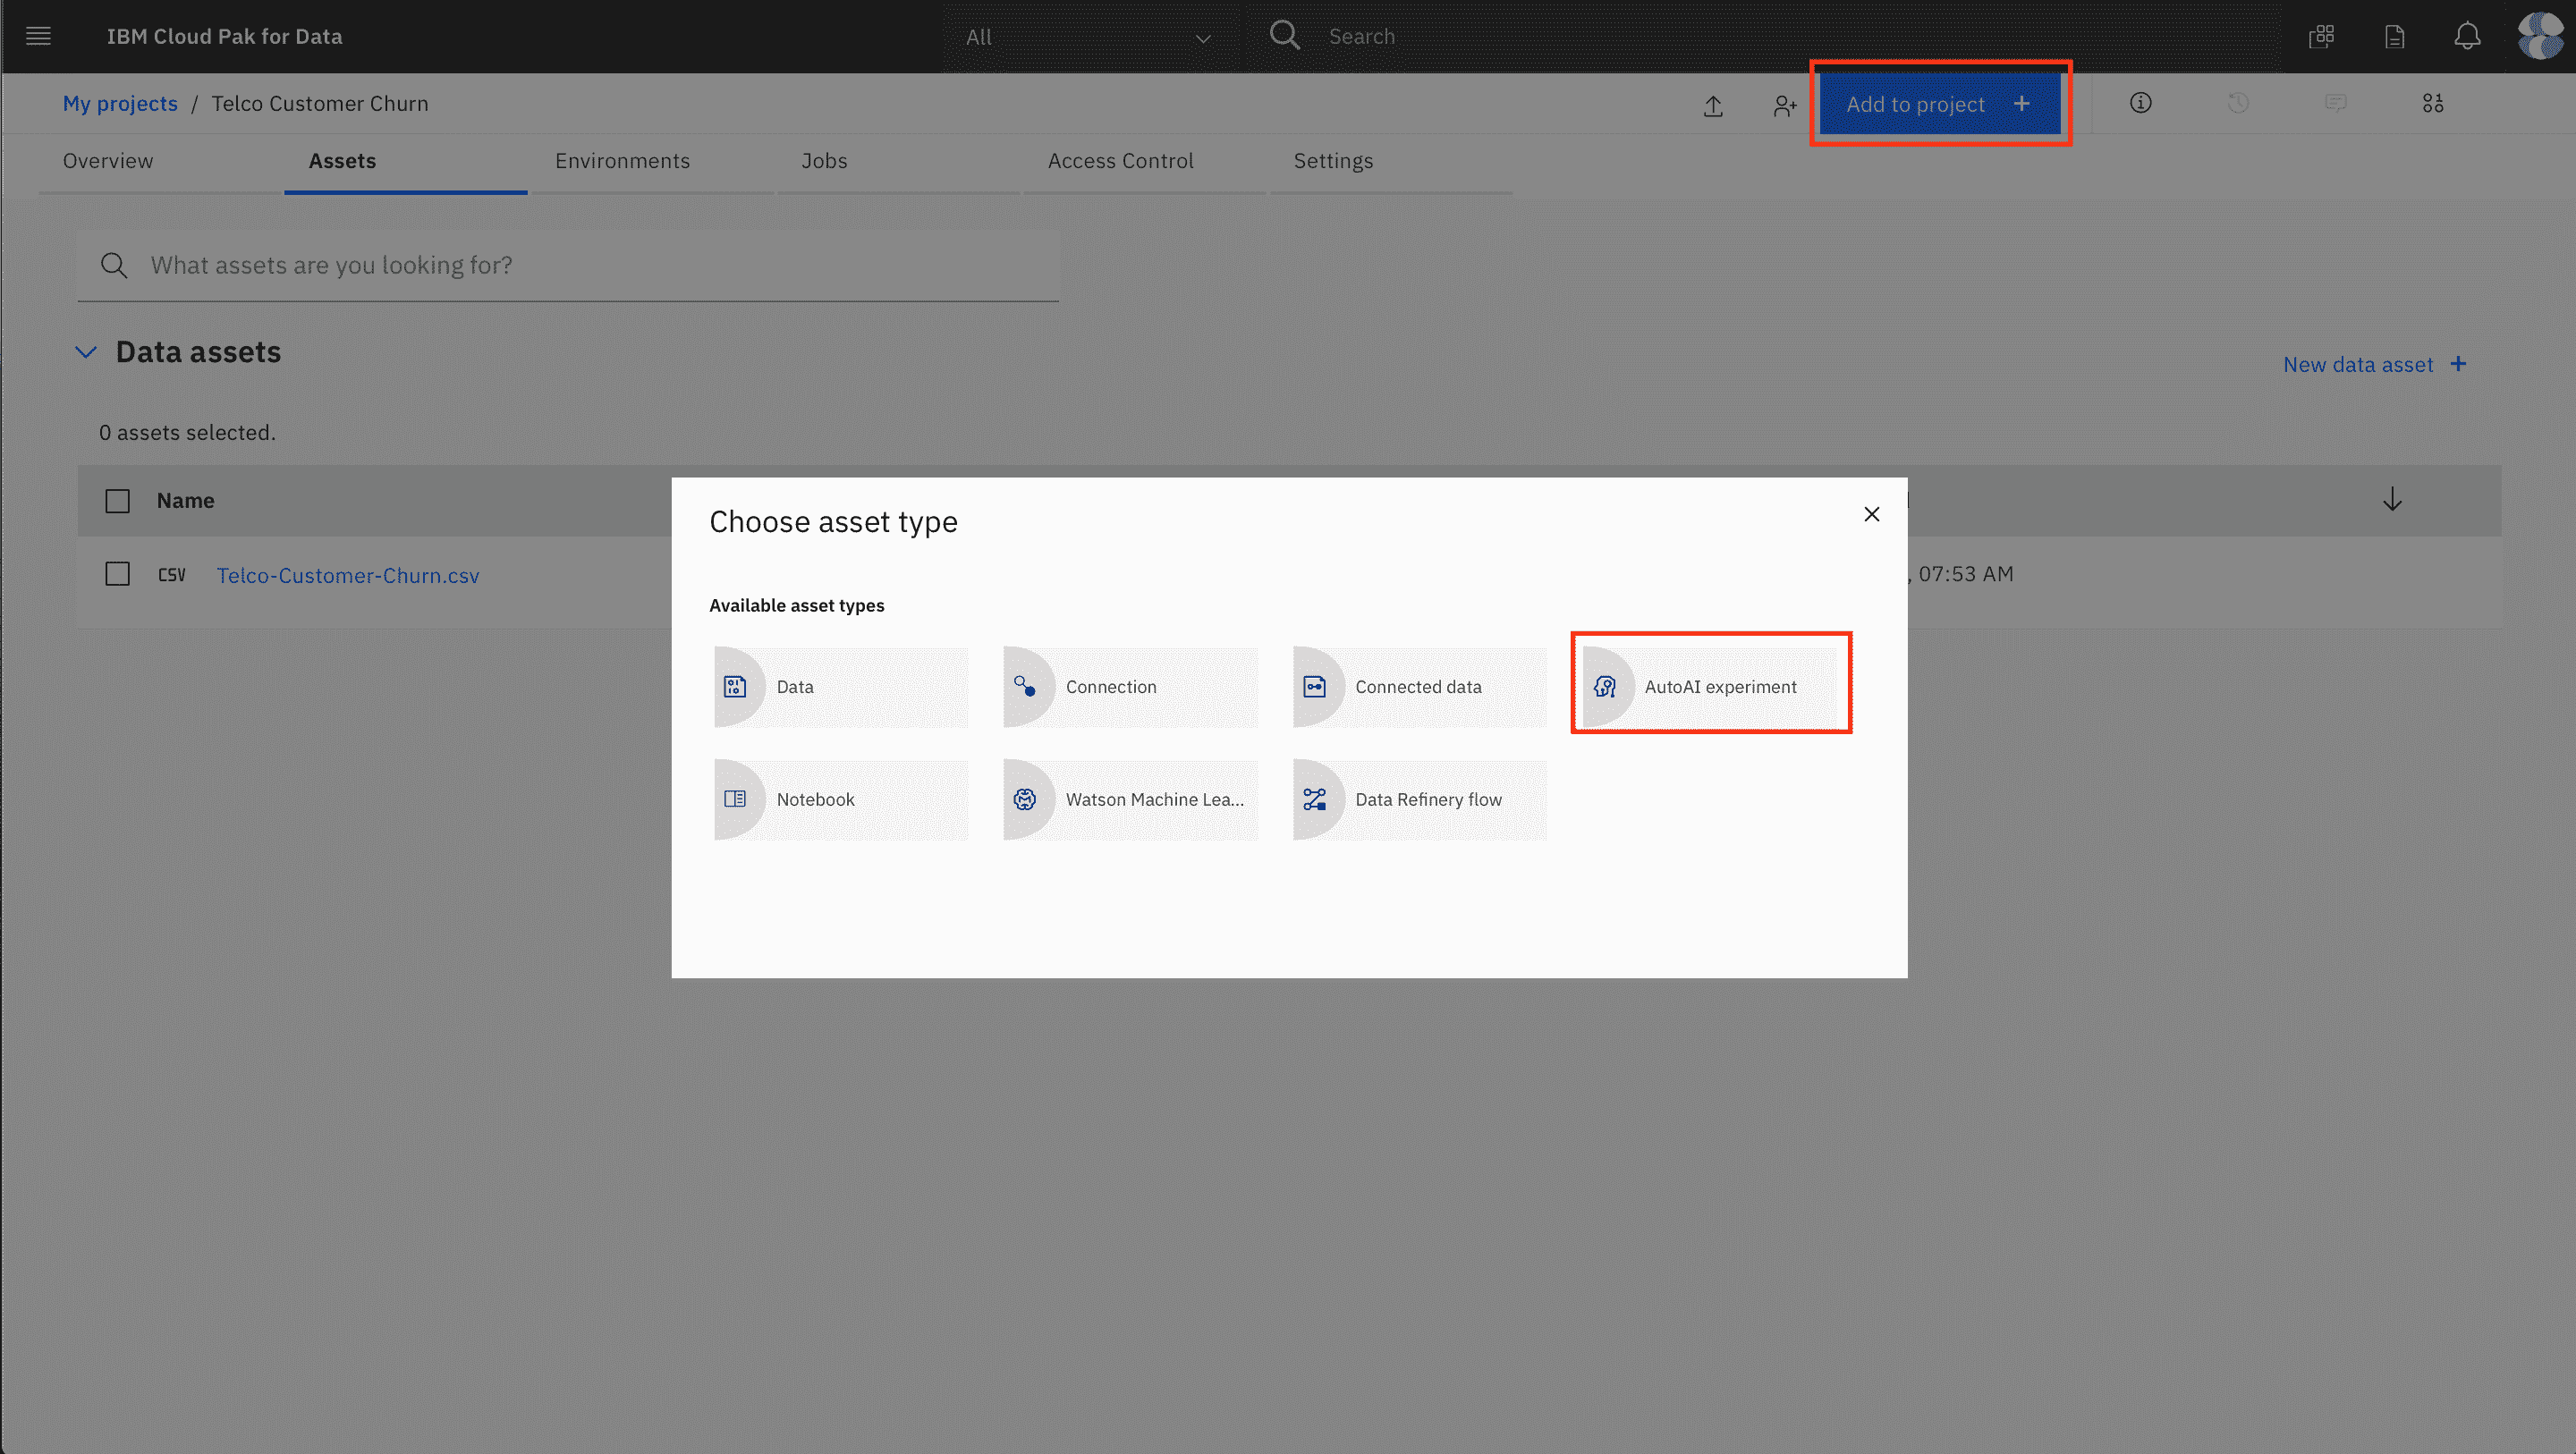 IBM Cloud Pak for Data
All
Search
My projects / Telco Customer Churn
Add to project +
Overview
Assets
Environments
Jobs
Access Control
Settings
What assets are you looking for?
Data assets
New data asset +
0 assets selected.
Name
CSV Telco-Customer-Churn.csv
, 07:53 AM
Choose asset type
Available asset types
Data
Connection
Connected data
AutoAI experiment
Notebook
Watson Machine Lea...
Data Refinery flow